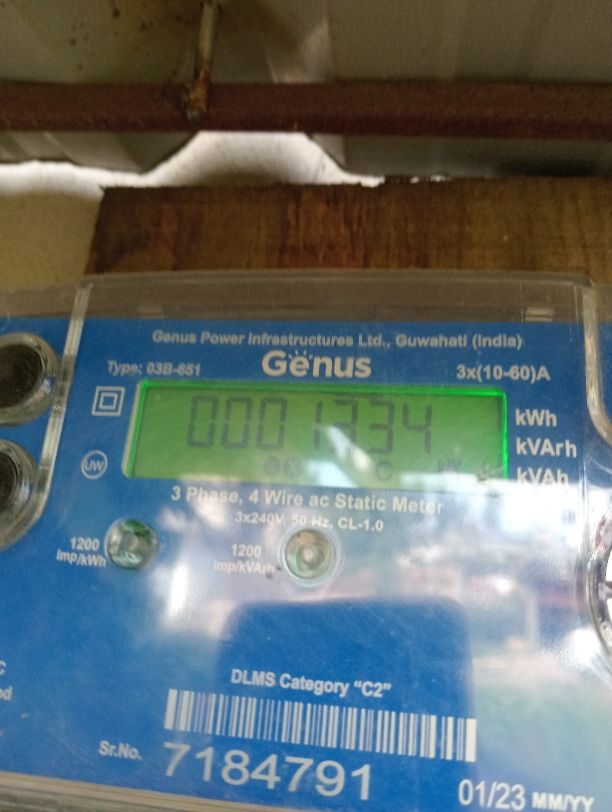 Genus Power Infrastructures Ltd., Guwahati (India)
Type: 03B-651
Genus
3x(10-60)A
0001334
kWh
kVArh
kVAh
UW
3 Phase, 4 Wire ac Static Meter
3x240V, 50 Hz, CL-1.0
1200
imp/kWh
1200
imp/kVArh
DLMS Category "C2"
Sr.No.
7184791
01/23 MM/YY